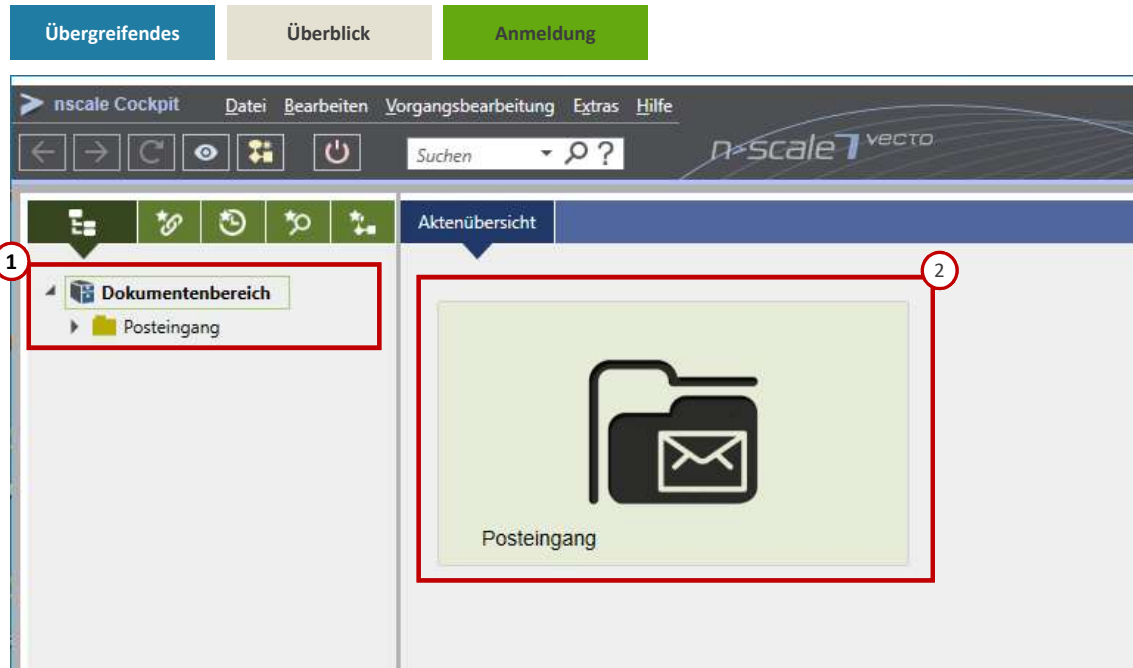 Übergreifendes Überblick Anmeldung
nscale Cockpit Datei Bearbeiten Vorgangsbearbeitung Extras Hilfe
Suchen ? n-scale 7 vecto
Aktenübersicht
1
2
Dokumentenbereich
Posteingang
Posteingang